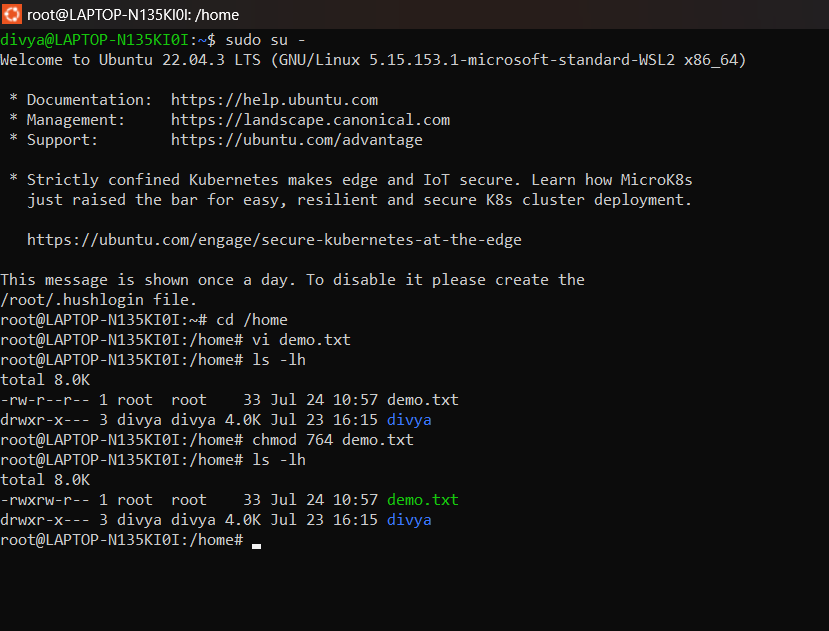 root@LAPTOP-N135KI0I: /home
divya@LAPTOP-N135KI0I:~$ sudo su -
Welcome to Ubuntu 22.04.3 LTS (GNU/Linux 5.15.153.1-microsoft-standard-WSL2 x86_64)
* Documentation:  https://help.ubuntu.com
* Management:     https://landscape.canonical.com
* Support:        https://ubuntu.com/advantage
* Strictly confined Kubernetes makes edge and IoT secure. Learn how MicroK8s
just raised the bar for easy, resilient and secure K8s cluster deployment.
https://ubuntu.com/engage/secure-kubernetes-at-the-edge
This message is shown once a day. To disable it please create the
/root/.hushlogin file.
root@LAPTOP-N135KI0I:~# cd /home
root@LAPTOP-N135KI0I:/home# vi demo.txt
root@LAPTOP-N135KI0I:/home# ls -lh
total 8.0K
-rw-r--r-- 1 root  root    33 Jul 24 10:57 demo.txt
drwxr-x--- 3 divya divya 4.0K Jul 23 16:15 divya
root@LAPTOP-N135KI0I:/home# chmod 764 demo.txt
root@LAPTOP-N135KI0I:/home# ls -lh
total 8.0K
-rwxrw-r-- 1 root  root    33 Jul 24 10:57 demo.txt
drwxr-x--- 3 divya divya 4.0K Jul 23 16:15 divya
root@LAPTOP-N135KI0I:/home#